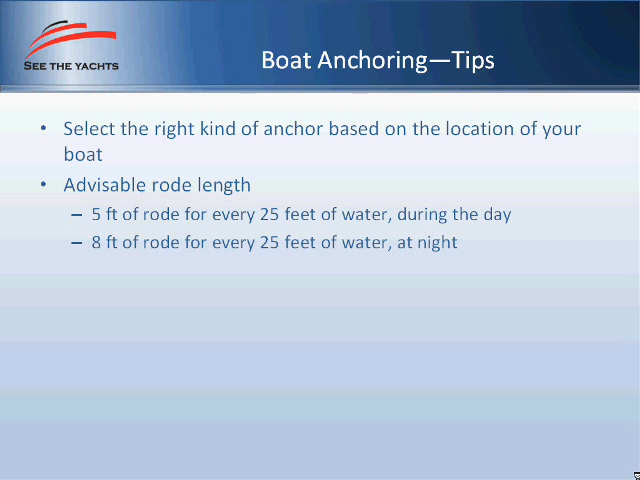 SEE THE YACHTS
Boat Anchoring—Tips
• Select the right kind of anchor based on the location of your
boat
• Advisable rode length
– 5 ft of rode for every 25 feet of water, during the day
– 8 ft of rode for every 25 feet of water, at night